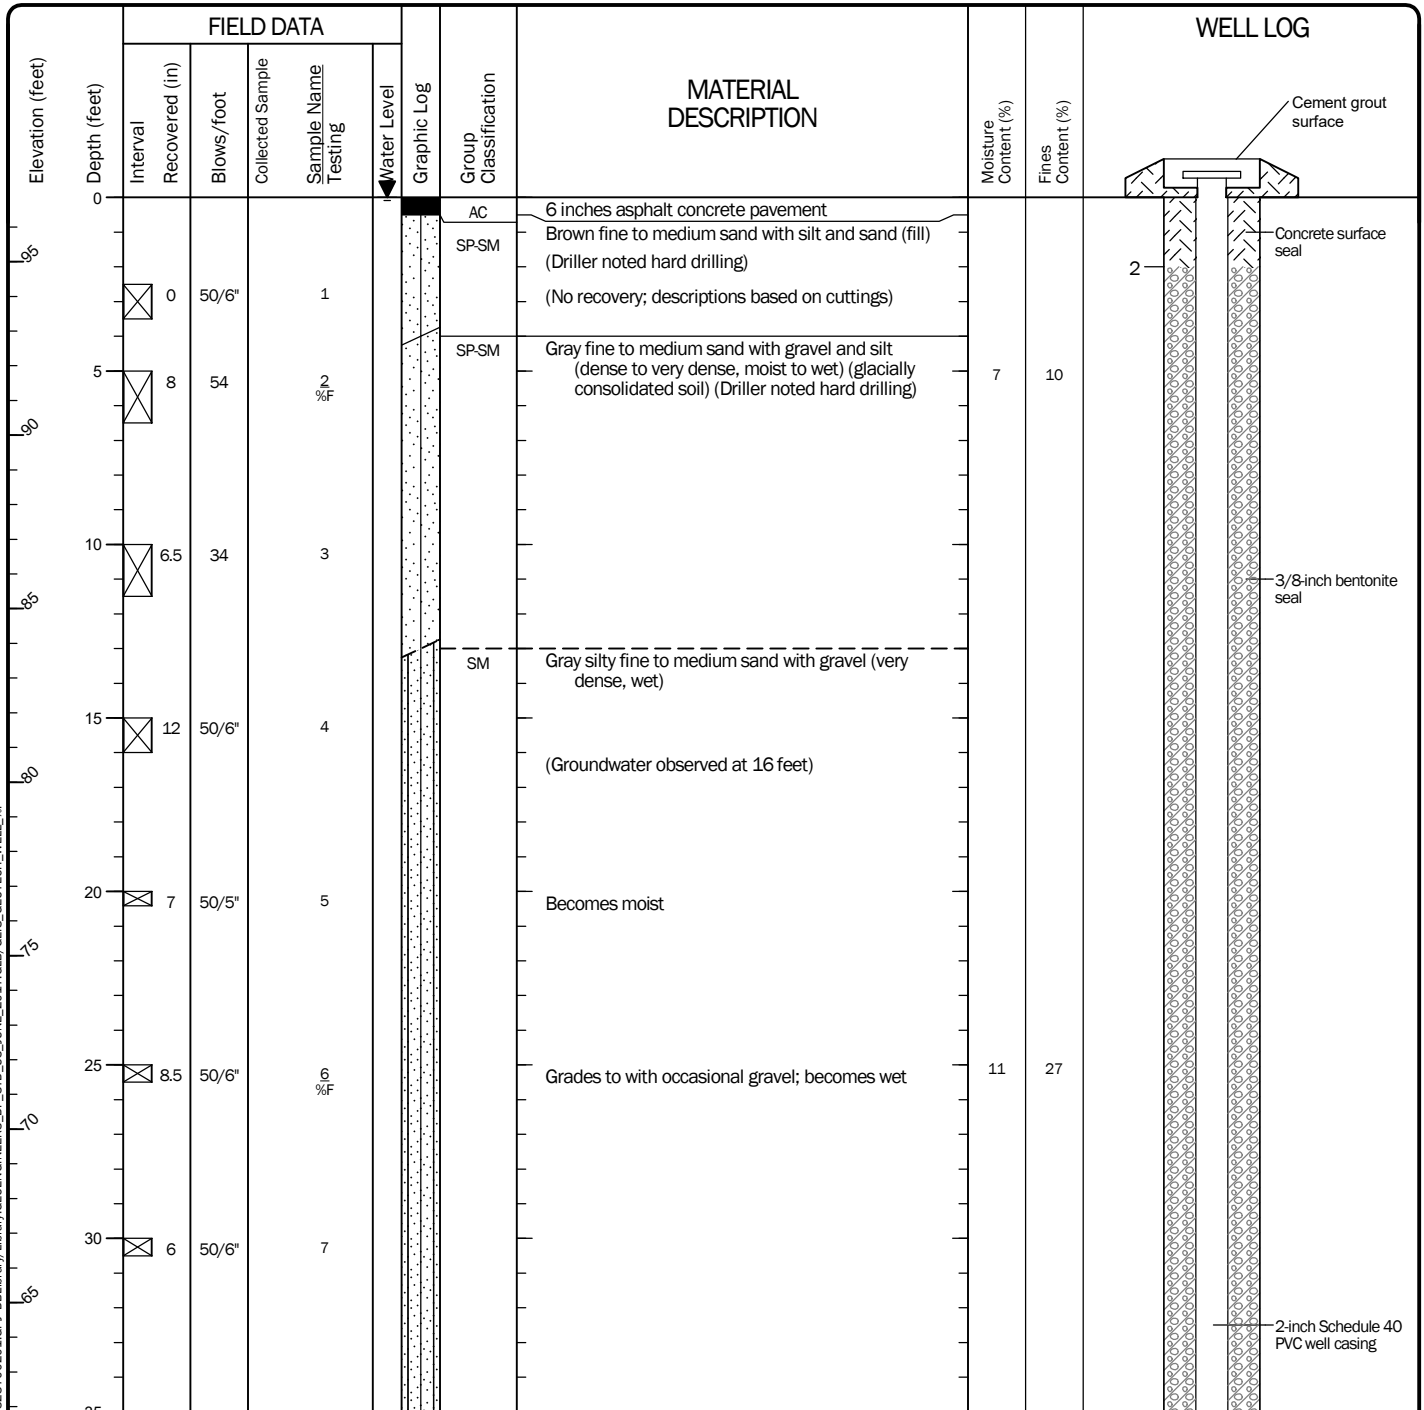 FIELD DATA
WELL LOG
Elevation (feet)
Depth (feet)
Interval
Recovered (in)
Blows/foot
Collected Sample
Sample Name
Testing
Water Level
Graphic Log
Group
Classification
MATERIAL
DESCRIPTION
Moisture
Content (%)
Fines
Content (%)
Cement grout
surface
0
AC
6 inches asphalt concrete pavement
SP-SM
Brown fine to medium sand with silt and sand (fill)
Concrete surface
seal
95
(Driller noted hard drilling)
2
0
50/6"
1
(No recovery; descriptions based on cuttings)
SP-SM
Gray fine to medium sand with gravel and silt
(dense to very dense, moist to wet) (glacially
consolidated soil) (Driller noted hard drilling)
5
8
54
2
%F
7
10
90
10
6.5
34
3
3/8-inch bentonite
seal
85
SM
Gray silty fine to medium sand with gravel (very
dense, wet)
15
12
50/6"
4
(Groundwater observed at 16 feet)
80
20
7
50/5"
5
Becomes moist
75
25
8.5
50/6"
6
%F
Grades to with occasional gravel; becomes wet
11
27
70
30
6
50/6"
7
65
2-inch Schedule 40
PVC well casing